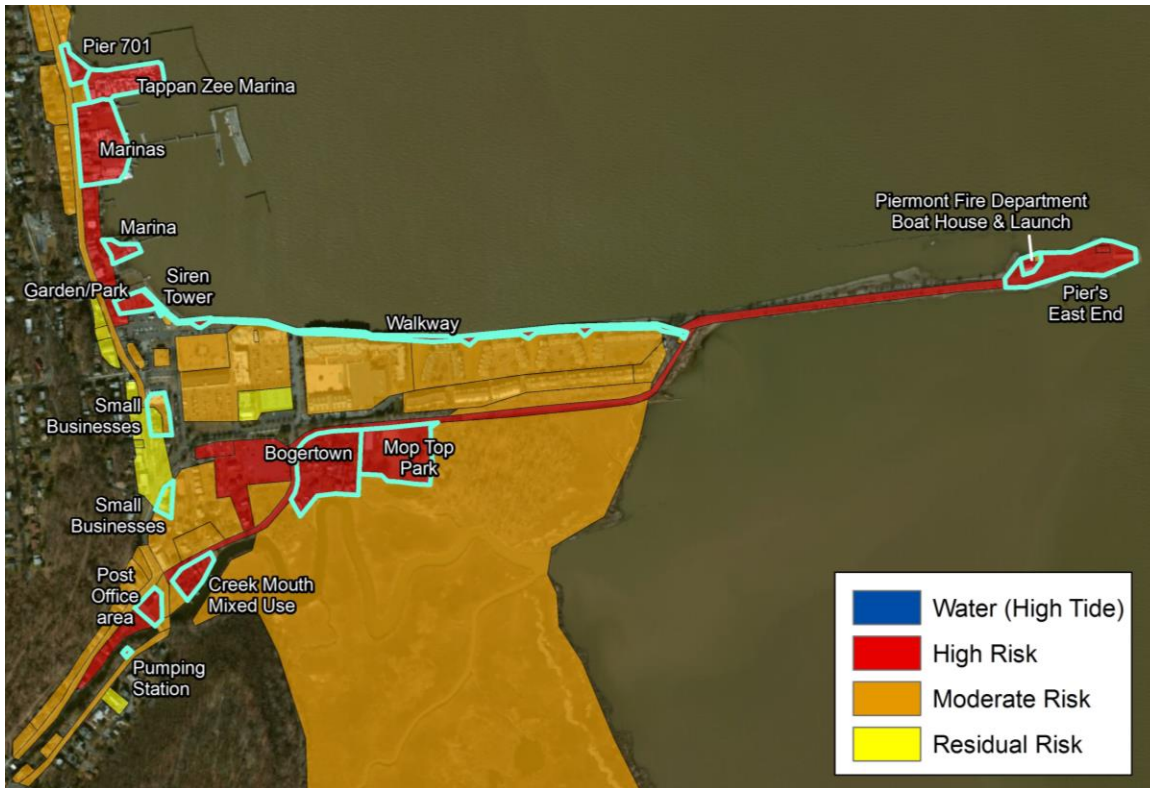 Pier 701
Tappan Zee Marina
Marinas
Marina
Piermont Fire Department
Boat House & Launch
Siren
Tower
Garden/Park
Walkway
Pier's
East End
Small
Businesses
Bogertown
Mop Top
Park
Small
Businesses
Post
Office
area
Creek Mouth
Mixed Use
Pumping
Station
Water (High Tide)
High Risk
Moderate Risk
Residual Risk